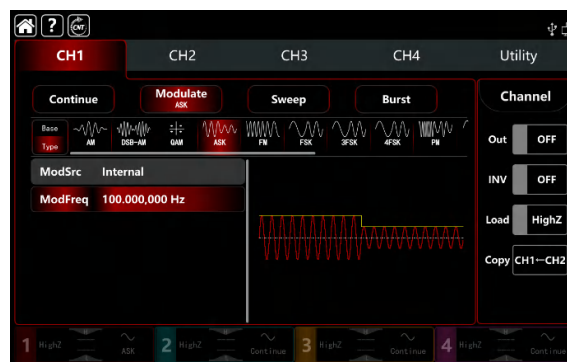 ? CNT
CH1 CH2 CH3 CH4 Utility
Continue Modulate Sweep Burst Channel
ASK
Base
Type AM DSB-AM QAM ASK FM FSK 3FSK 4FSK PM
Out OFF
ModSrc Internal
INV OFF
ModFreq 100.000,000 Hz
Load HighZ
Copy CH1←CH2
1 HighZ ASK 2 HighZ Continue 3 HighZ Continue 4 HighZ Continue